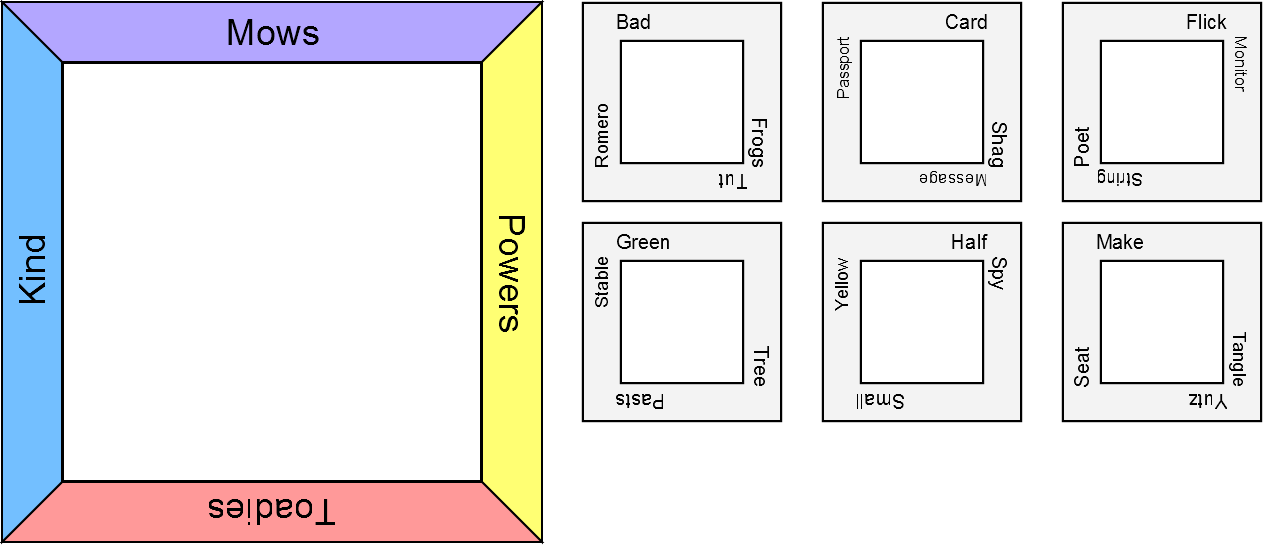 Mows
Kind
Powers
Toadies
Bad
Romero
Frogs
Tut
Card
Passport
Shag
Message
Flick
Monitor
Poet
String
Green
Stable
Tree
Pasts
Half
Yellow
Spy
Small
Make
Seat
Tangle
Yutz